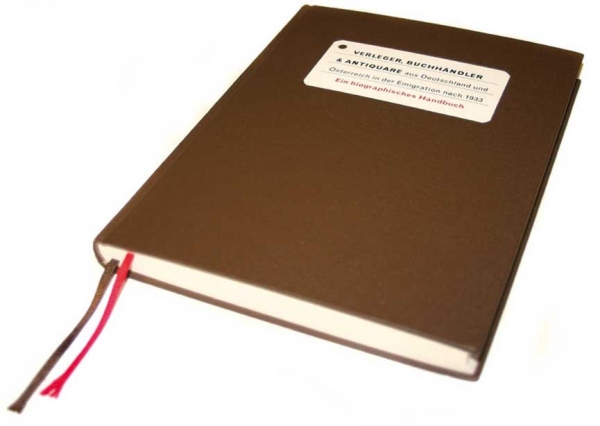 VERLEGER, BUCHHÄNDLER
& ANTIQUARE aus Deutschland und
Österreich in der Emigration nach 1933
Ein biographisches Handbuch